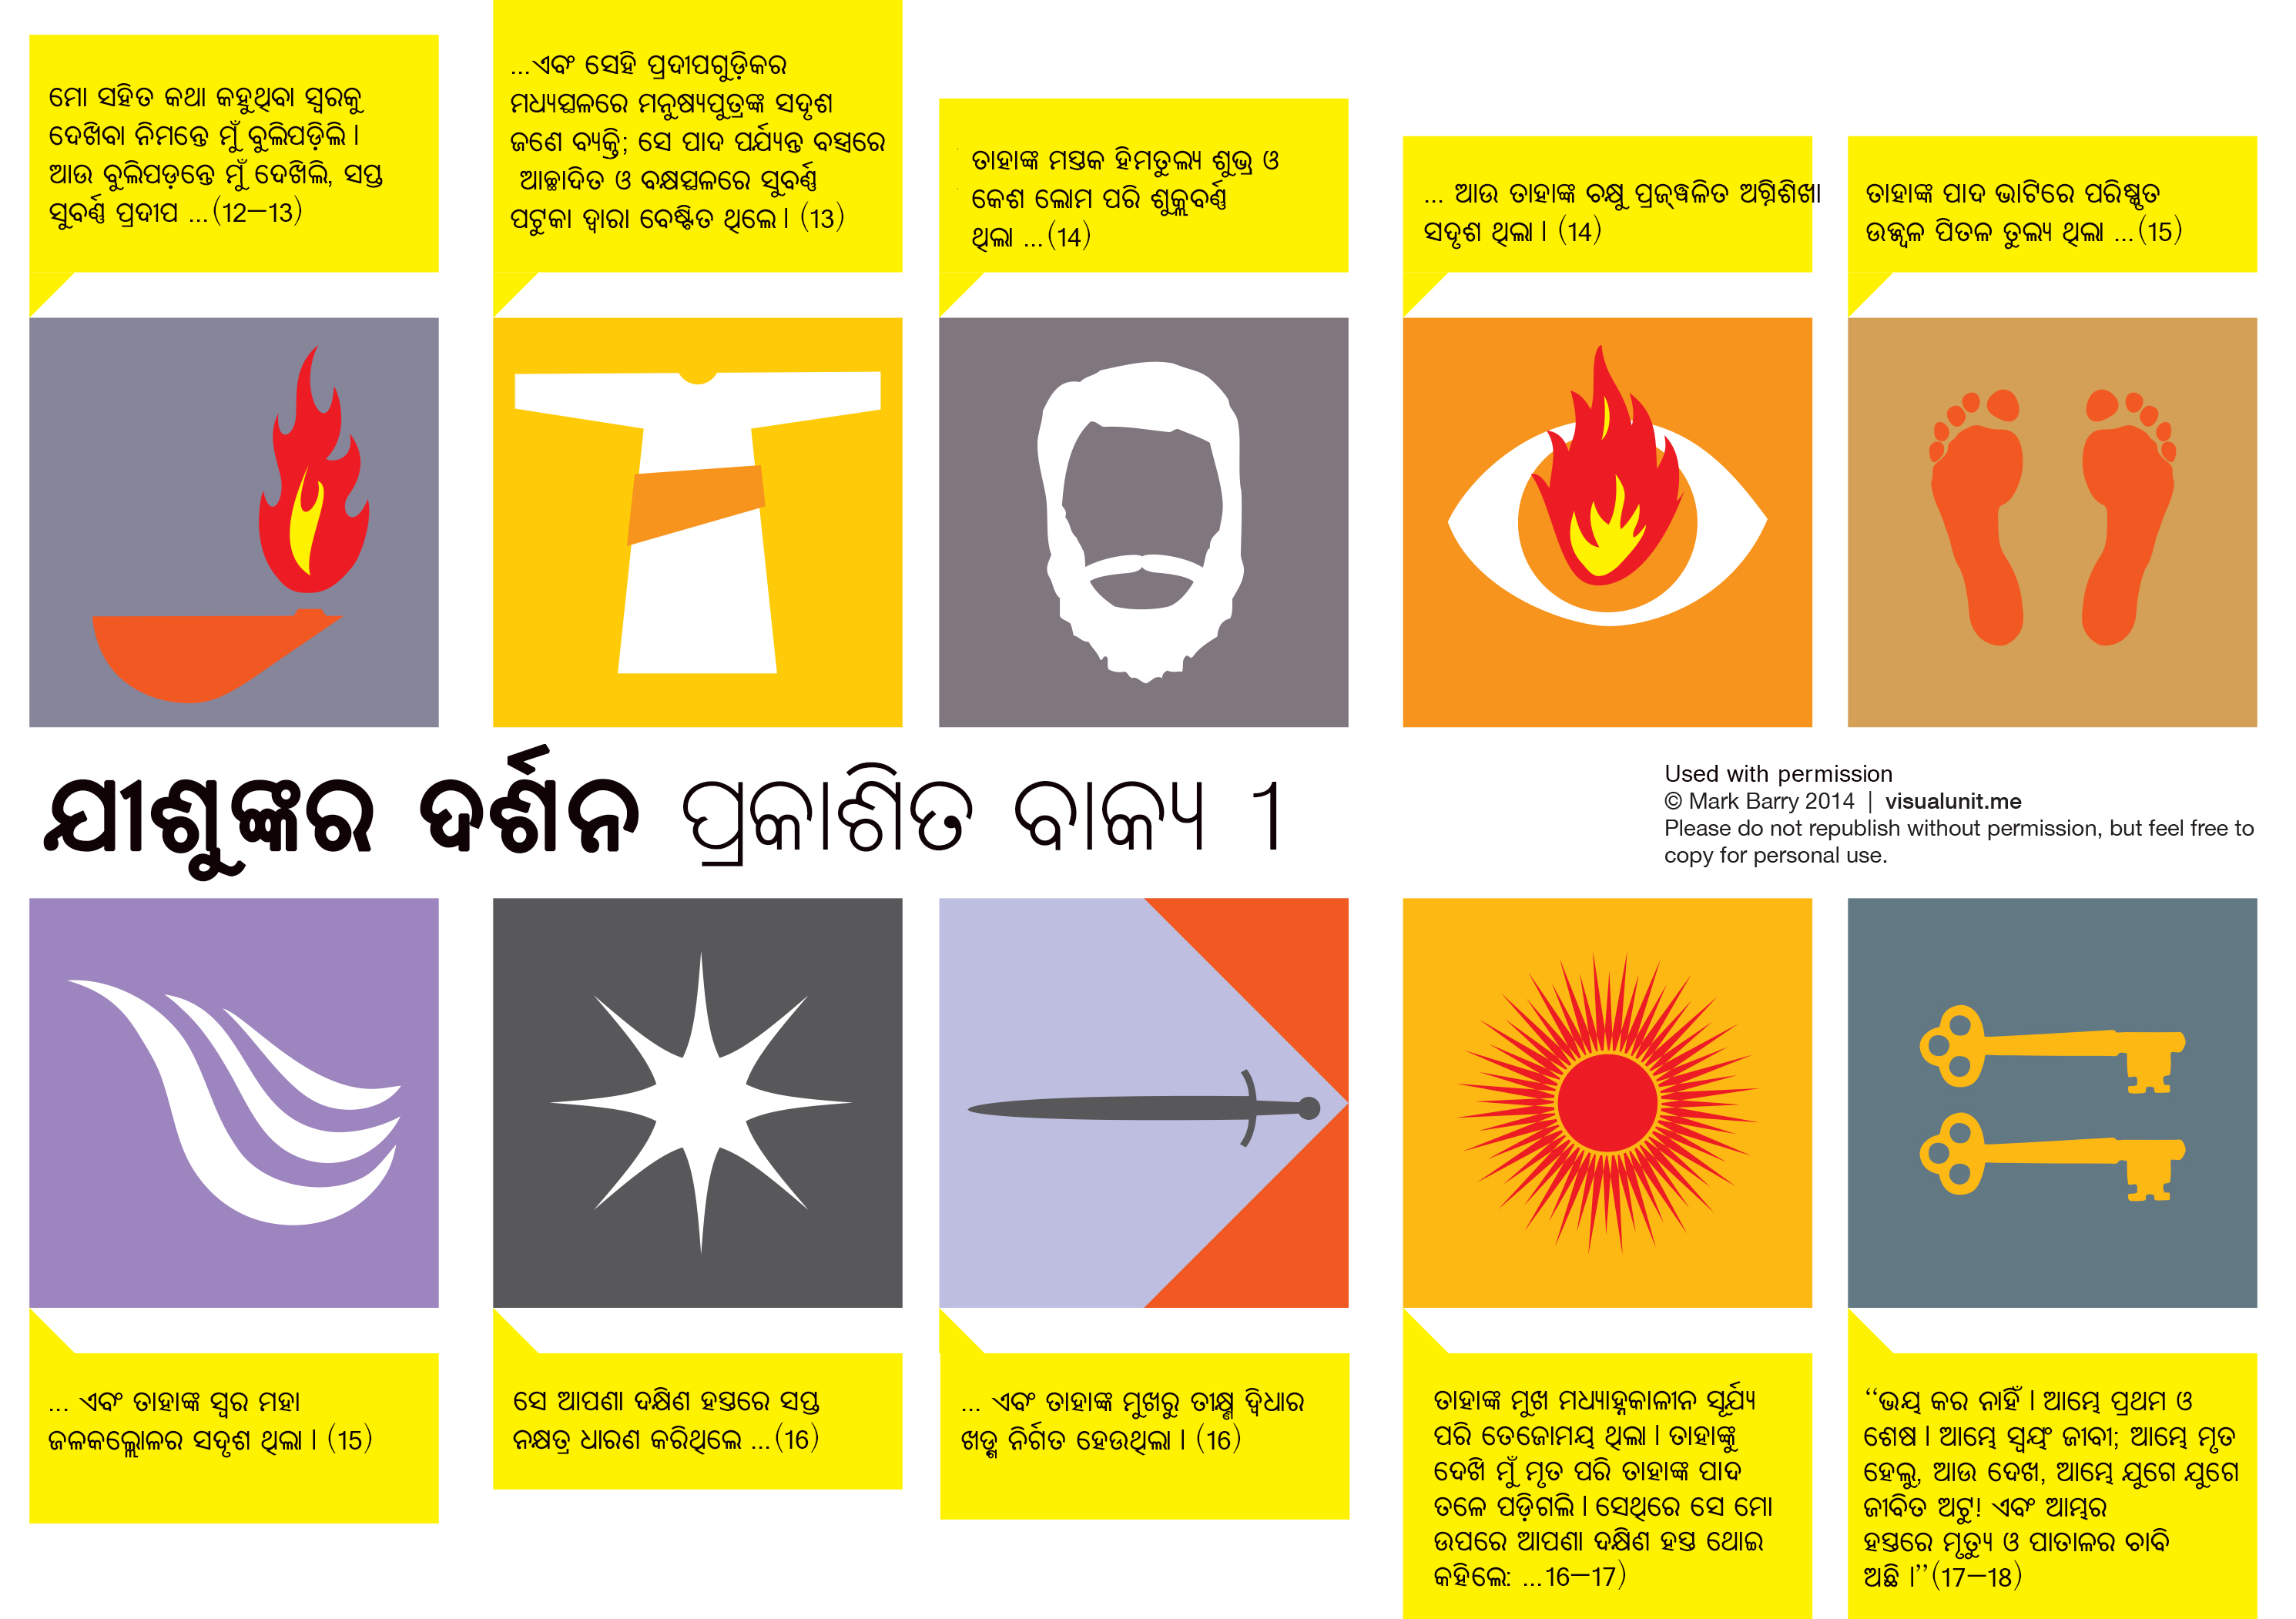 ମୋ ସହିତ କଥା କହୁଥିବା ସ୍ଵରକୁ
ଦେଖିବା ନିମନ୍ତେ ମୁଁ ବୁଲିପଡ଼ିଲି ।
ଆଉ ବୁଲିପଡ଼ନ୍ତେ ମୁଁ ଦେଖିଲି, ସପ୍ତ
ସୁବର୍ଣ୍ଣ ପ୍ରଦୀପ ...(12–13)
...ଏବଂ ସେହି ପ୍ରଦୀପଗୁଡ଼ିକର
ମଧ୍ୟସ୍ଥଳରେ ମନୁଷ୍ୟପୁତ୍ରଙ୍କ ସଦୃଶ
ଜଣେ ବ୍ୟକ୍ତି; ସେ ପାଦ ପର୍ଯ୍ୟନ୍ତ ବସ୍ତ୍ରରେ
ଆଚ୍ଛାଦିତ ଓ ବକ୍ଷସ୍ଥଳରେ ସୁବର୍ଣ୍ଣ
ପଟୁକା ଦ୍ଵାରା ବେଷ୍ଟିତ ଥିଲେ । (13)
ତାହାଙ୍କ ମସ୍ତକ ହିମତୁଲ୍ୟ ଶୁଭ୍ର ଓ
କେଶ ଲୋମ ପରି ଶୁକ୍ଲବର୍ଣ୍ଣ
ଥିଲା ...(14)
... ଆଉ ତାହାଙ୍କ ଚକ୍ଷୁ ପ୍ରଜ୍ୱଳିତ ଅଗ୍ନିଶିଖା
ସଦୃଶ ଥିଲା । (14)
ତାହାଙ୍କ ପାଦ ଭାଟିରେ ପରିଷ୍କୃତ
ଉଜ୍ଜ୍ଵଳ ପିତଳ ତୁଲ୍ୟ ଥିଲା ...(15)
ଯୀଶୁଙ୍କର ଦର୍ଶନ ପ୍ରକାଶିତ ବାକ୍ୟ 1
Used with permission
© Mark Barry 2014 | visualunit.me
Please do not republish without permission, but feel free to
copy for personal use.
... ଏବଂ ତାହାଙ୍କ ସ୍ଵର ମହା
ଜଳକଲ୍ଲୋଳର ସଦୃଶ ଥିଲା । (15)
ସେ ଆପଣା ଦକ୍ଷିଣ ହସ୍ତରେ ସପ୍ତ
ନକ୍ଷତ୍ର ଧାରଣ କରିଥିଲେ ...(16)
... ଏବଂ ତାହାଙ୍କ ମୁଖରୁ ତୀକ୍ଷ୍ଣ ଦ୍ଵିଧାର
ଖଡ଼୍ଗ ନିର୍ଗତ ହେଉଥିଲା । (16)
ତାହାଙ୍କ ମୁଖ ମଧ୍ୟାହ୍ନକାଳୀନ ସୂର୍ଯ୍ୟ
ପରି ତେଜୋମୟ ଥିଲା । ତାହାଙ୍କୁ
ଦେଖି ମୁଁ ମୃତ ପରି ତାହାଙ୍କ ପାଦ
ତଳେ ପଡ଼ିଗଲି । ସେଥିରେ ସେ ମୋ
ଉପରେ ଆପଣା ଦକ୍ଷିଣ ହସ୍ତ ଥୋଇ
କହିଲେ: ...16–17)
“ଭୟ କର ନାହିଁ । ଆମ୍ଭେ ପ୍ରଥମ ଓ
ଶେଷ । ଆମ୍ଭେ ସ୍ଵୟଂ ଜୀବୀ; ଆମ୍ଭେ ମୃତ
ହେଲୁ, ଆଉ ଦେଖ, ଆମ୍ଭେ ଯୁଗେ ଯୁଗେ
ଜୀବିତ ଅଟୁ! ଏବଂ ଆମ୍ଭର
ହସ୍ତରେ ମୃତ୍ୟୁ ଓ ପାତାଳର ଚାବି
ଅଛି ।”(17–18)